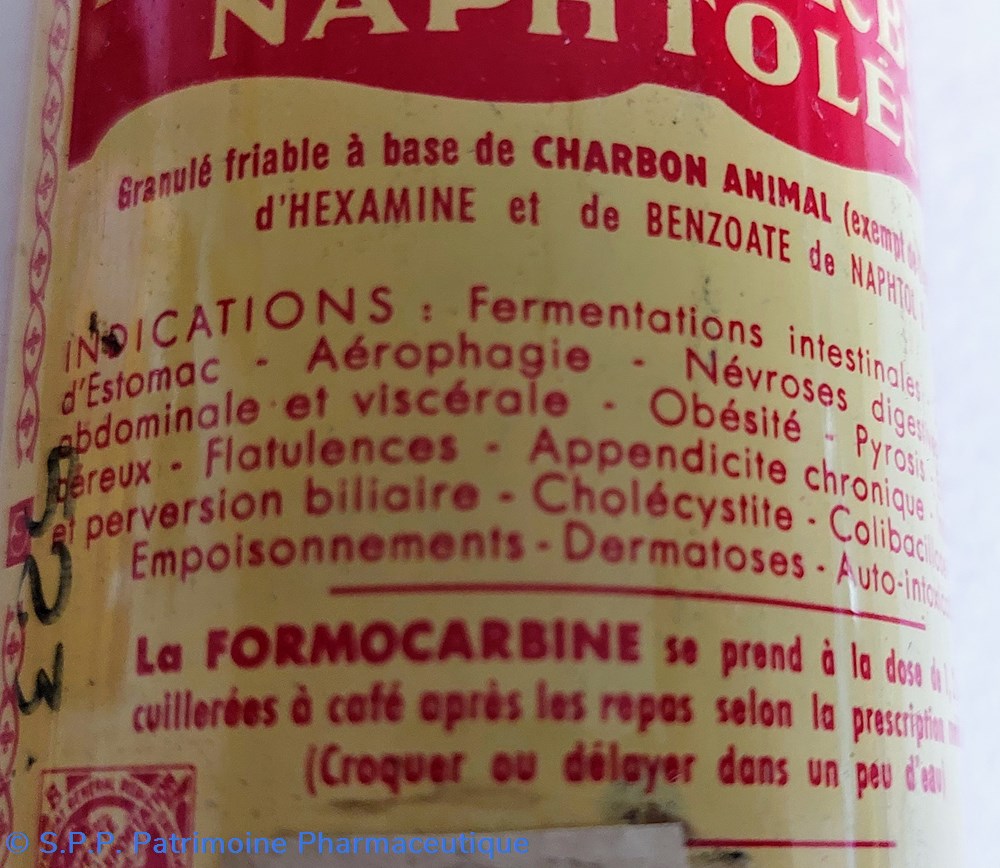 NAPHTOLÉ
Granulé friable à base de CHARBON ANIMAL (exempt
d'HEXAMINE et de BENZOATE de NAPHTOL
INDICATIONS : Fermentations intestinales
d'Estomac - Aérophagie - Névroses
abdominale et viscérale - Obésité - Pyrosis
Flatulences - Appendicite chronique -
et perversion biliaire - Cholécystite -
Empoisonnements - Dermatoses -
La FORMOCARBINE se prend à la dose de
cuillerées à café après les repas selon la prescription
(Croquer ou délayer dans un peu d'eau)
3525
© S.P.P. Patrimoine Pharmaceutique